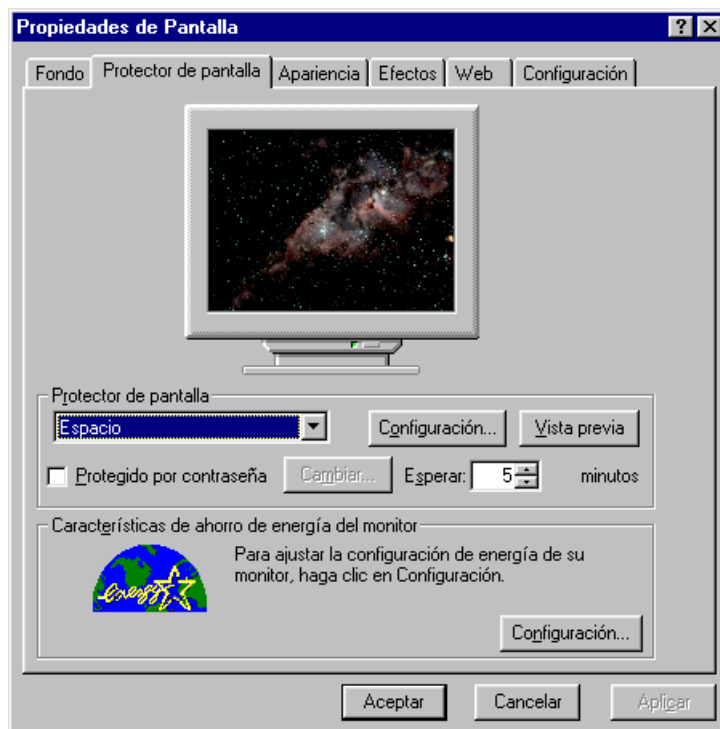 Propiedades de Pantalla
Fondo Protector de pantalla Apariencia Efectos Web Configuración
Protector de pantalla
Espacio Configuración... Vista previa
Protegido por contraseña Cambiar... Esperar: 5 minutos
Características de ahorro de energía del monitor
energy
Para ajustar la configuración de energía de su
monitor, haga clic en Configuración.
Configuración...
Aceptar Cancelar Aplicar